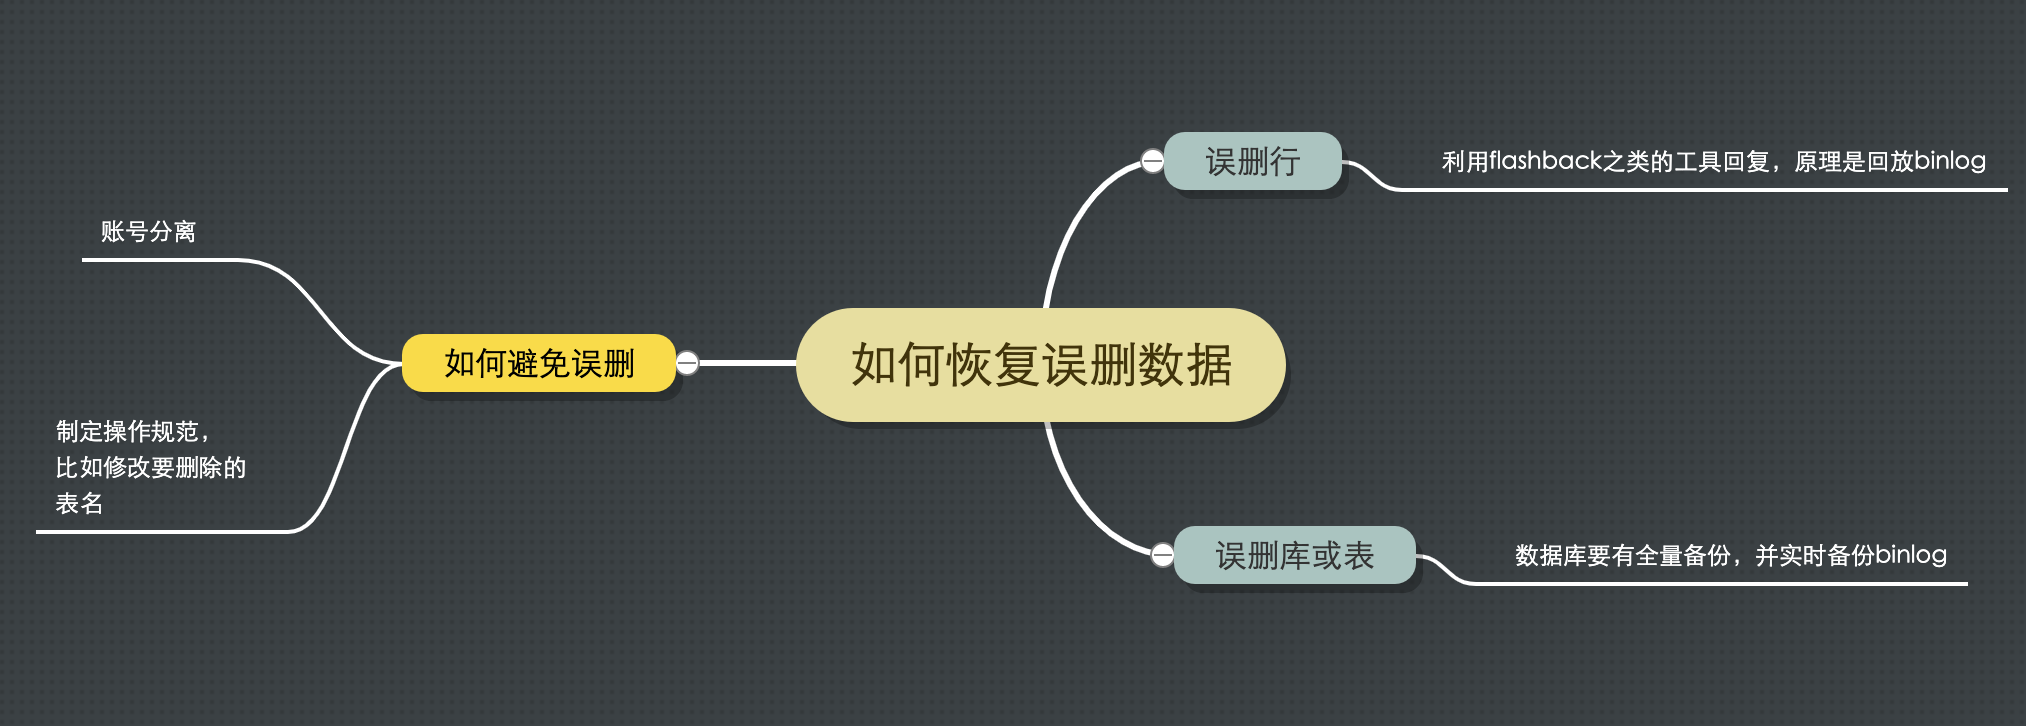 如何恢复误删数据
误删行
利用flashback之类的工具回复，原理是回放binlog
误删库或表
数据库要有全量备份，并实时备份binlog
如何避免误删
账号分离
制定操作规范，
比如修改要删除的
表名